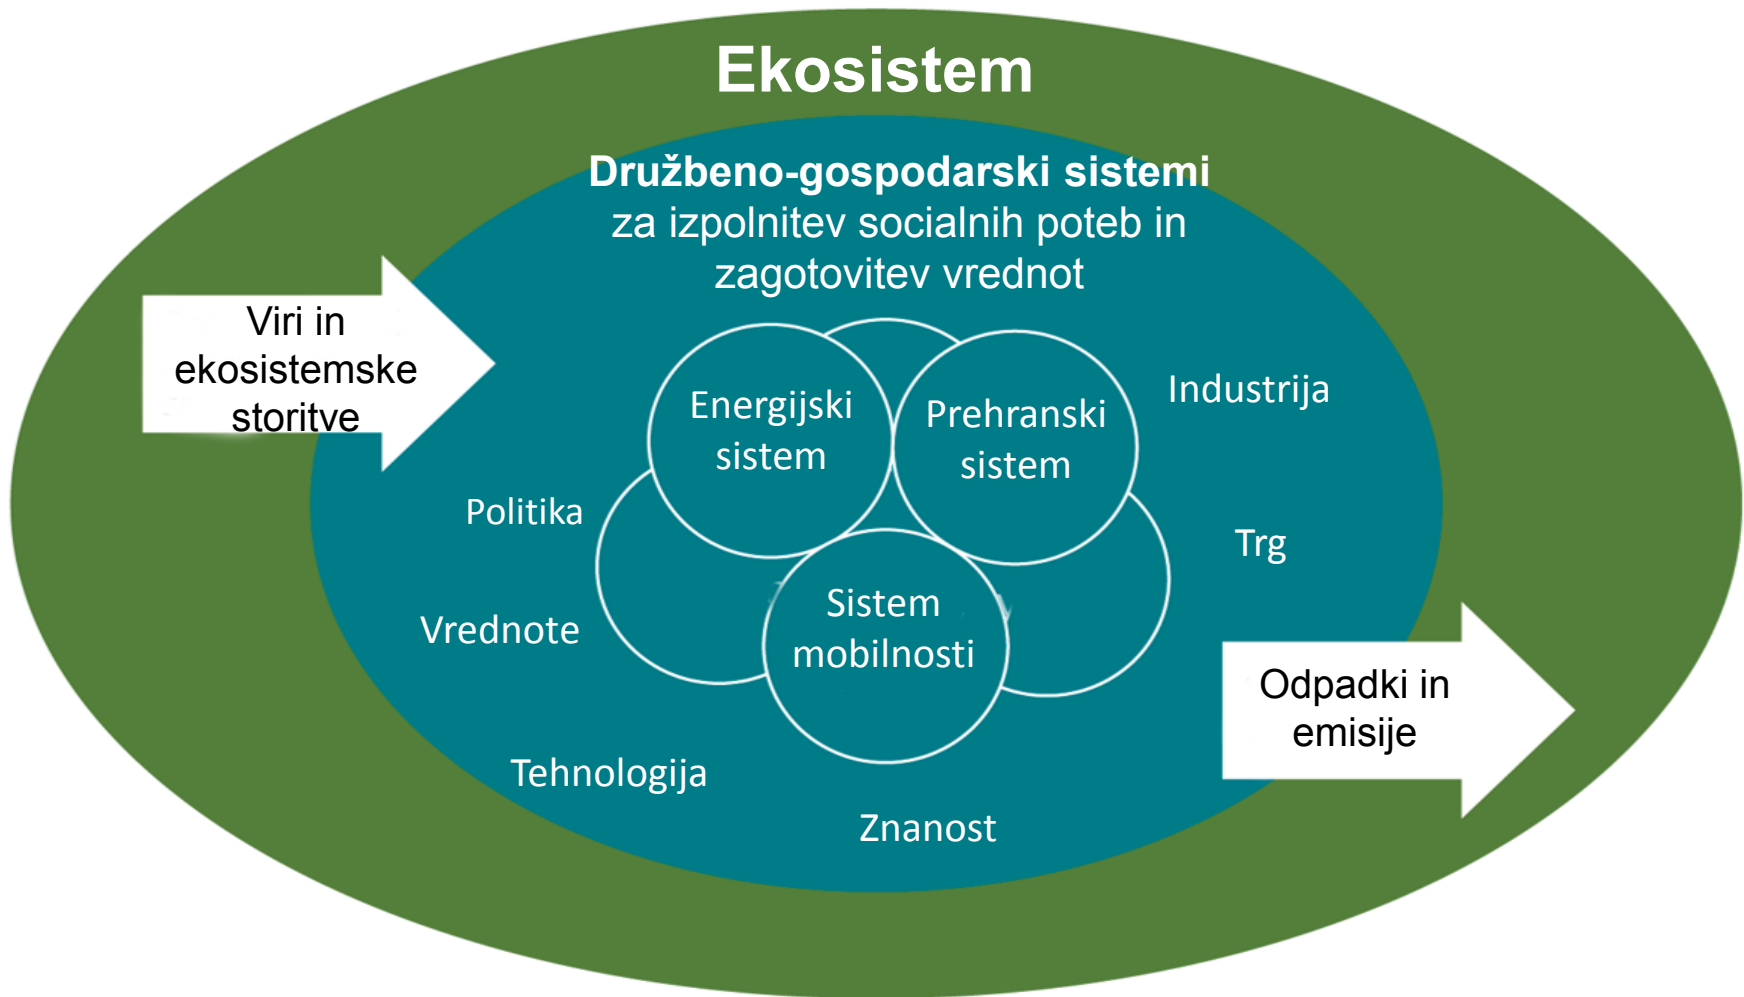 Ekosistem
Družbeno-gospodarski sistemi
za izpolnitev socialnih poteb in
zagotovitev vrednot
Viri in
ekosistemske
storitve
Energijski
sistem
Prehranski
sistem
Industrija
Politika
Trg
Sistem
mobilnosti
Vrednote
Odpadki in
emisije
Tehnologija
Znanost